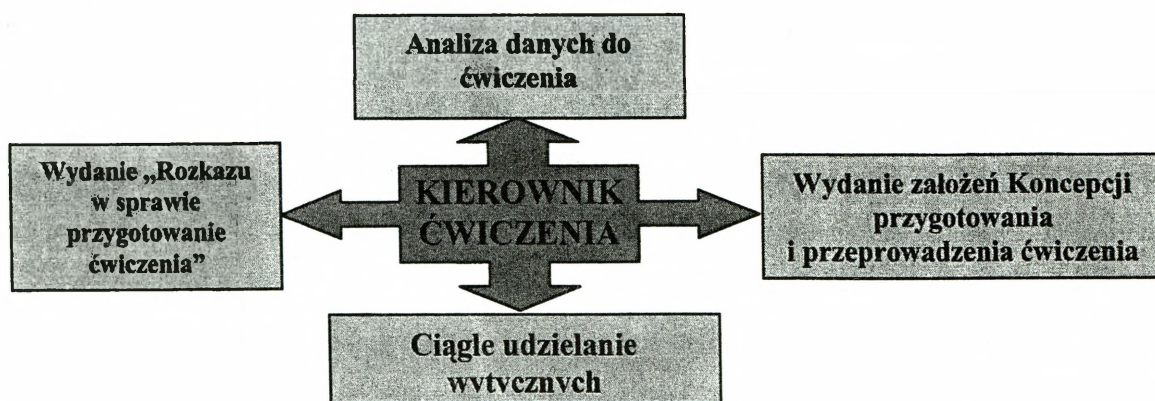 Analiza danych do
ćwiczenia
Wydanie „Rozkazu
w sprawie
przygotowanie
ćwiczenia”
KIEROWNIK
ĆWICZENIA
Wydanie założeń Koncepcji
przygotowania
i przeprowadzenia ćwiczenia
Ciągłe udzielanie
wytycznych